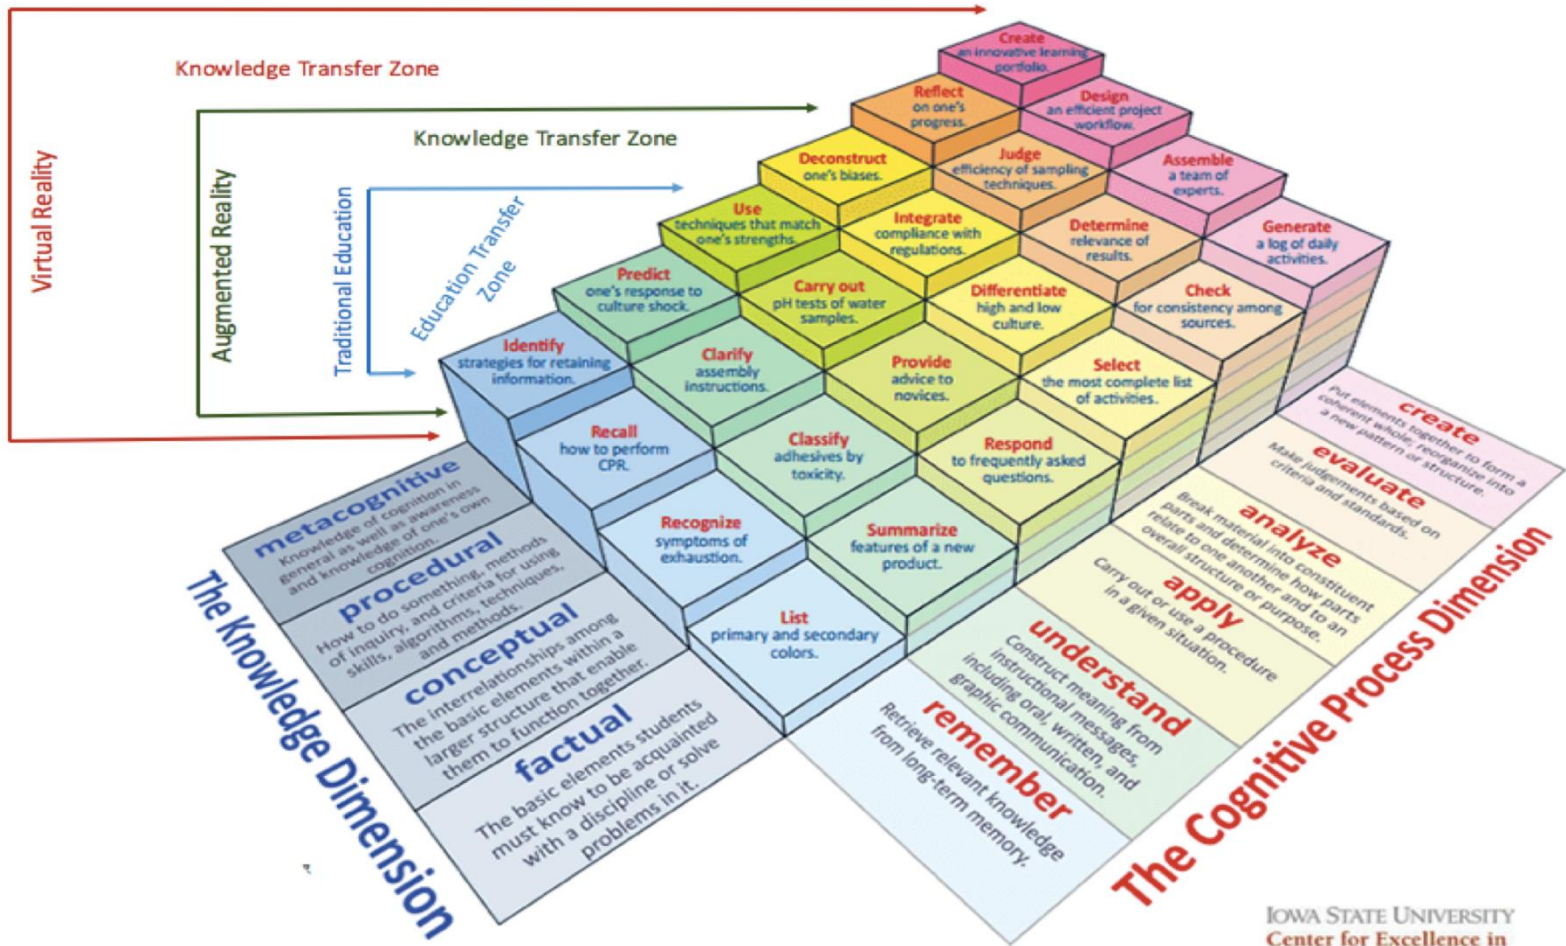 Knowledge Transfer Zone
Knowledge Transfer Zone
Virtual Reality
Augmented Reality
Traditional Education
Education Transfer
Zone
Create
an innovative learning
portfolio.
Reflect
on one's
progress.
Design
an efficient project
workflow.
Deconstruct
one's biases.
Judge
efficiency of sampling
techniques.
Assemble
a team of
experts.
Use
techniques that match
one's strengths.
Integrate
compliance with
regulations.
Determine
relevance of
results.
Generate
a log of daily
activities.
Predict
one's response to
culture shock.
Carry out
pH tests of water
samples.
Differentiate
high and low
culture.
Check
for consistency among
sources.
Identify
strategies for retaining
information.
Clarify
assembly
instructions.
Provide
advice to
novices.
Select
the most complete list
of activities.
Recall
how to perform
CPR.
Classify
adhesives by
toxicity.
Respond
to frequently asked
questions.
Recognize
symptoms of
exhaustion.
Summarize
features of a new
product.
List
primary and secondary
colors.
metacognitive
Knowledge of cognition in
general as well as awareness
and knowledge of one's own
cognition.
procedural
How to do something, methods
of inquiry, and criteria for using
skills, algorithms, techniques,
and methods.
conceptual
The interrelationships among
the basic elements within a
larger structure that enable
them to function together.
factual
The basic elements students
must know to be acquainted
with a discipline or solve
problems in it.
The Knowledge Dimension
create
Put elements together to form a
coherent whole; reorganize into
a new pattern or structure.
evaluate
Make judgements based on
criteria and standards.
analyze
Break material into constituent
parts and determine how parts
relate to one another and to an
overall structure or purpose.
apply
Carry out or use a procedure
in a given situation.
understand
Construct meaning from
instructional messages,
including oral, written, and
graphic communication.
remember
Retrieve relevant knowledge
from long-term memory.
The Cognitive Process Dimension
IOWA STATE UNIVERSITY
Center for Excellence in